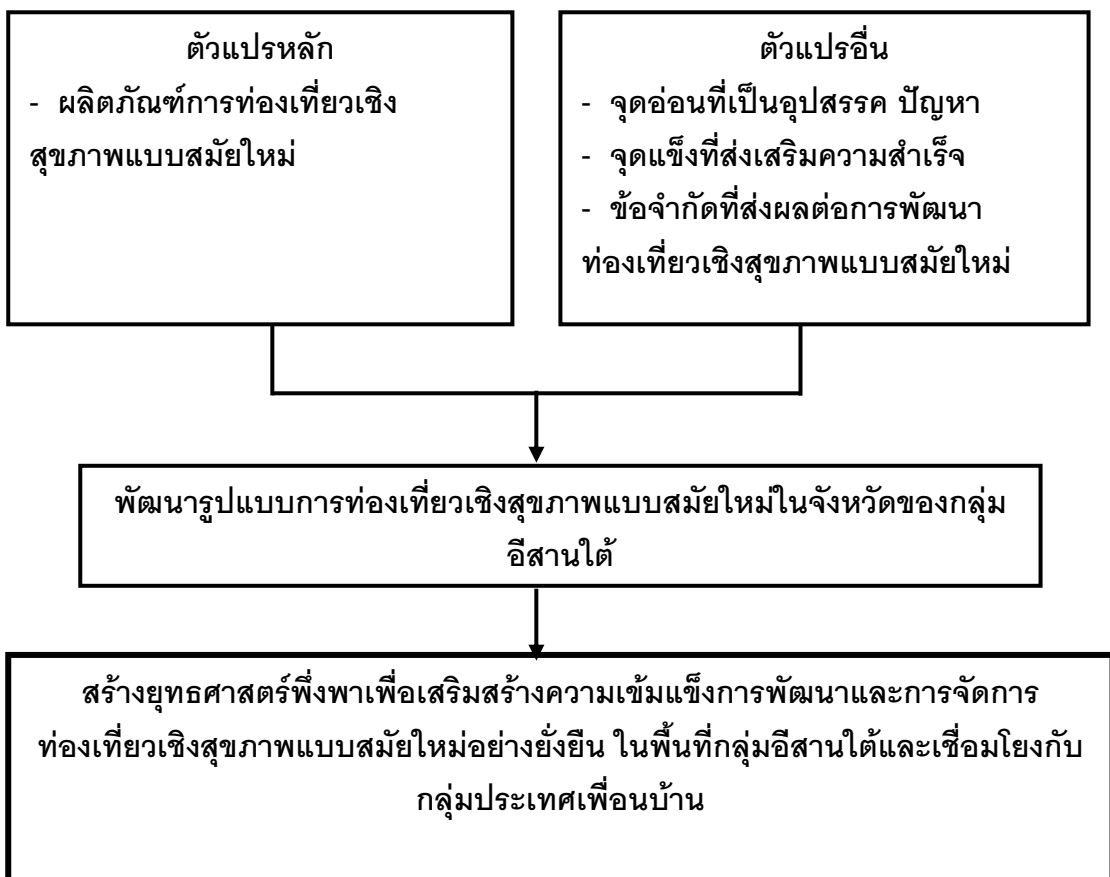 ตัวแปรหลัก
- ผลิตภัณฑ์การท่องเที่ยวเชิง
สุขภาพแบบสมัยใหม่
ตัวแปรอื่น
- จุดอ่อนที่เป็นอุปสรรค ปัญหา
- จุดแข็งที่ส่งเสริมความสำเร็จ
- ข้อจำกัดที่ส่งผลต่อการพัฒนา
ท่องเที่ยวเชิงสุขภาพแบบสมัยใหม่
พัฒนารูปแบบการท่องเที่ยวเชิงสุขภาพแบบสมัยใหม่ในจังหวัดของกลุ่ม
อีสานใต้
สร้างยุทธศาสตร์พึ่งพาเพื่อเสริมสร้างความเข้มแข็งการพัฒนาและการจัดการ
ท่องเที่ยวเชิงสุขภาพแบบสมัยใหม่อย่างยั่งยืน ในพื้นที่กลุ่มอีสานใต้และเชื่อมโยงกับ
กลุ่มประเทศเพื่อนบ้าน